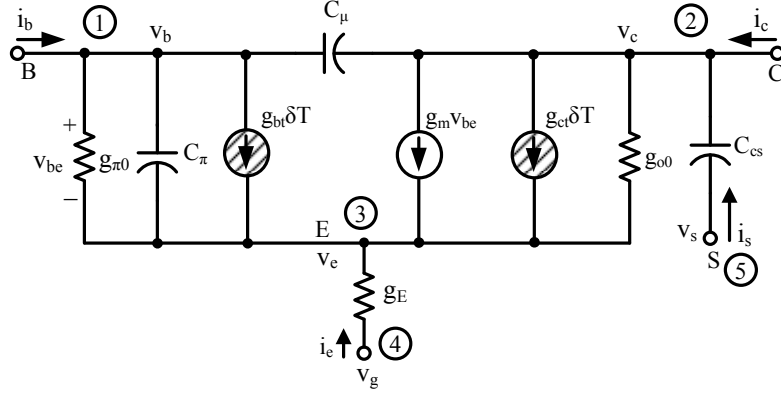 i_b
1
v_b
C_μ
v_c
2
i_c
B
C
+
v_be
−
g_π0
C_π
g_btδT
g_mv_be
g_ctδT
g_o0
C_cs
E
3
v_e
g_E
i_e
4
v_g
v_s
S
i_s
5